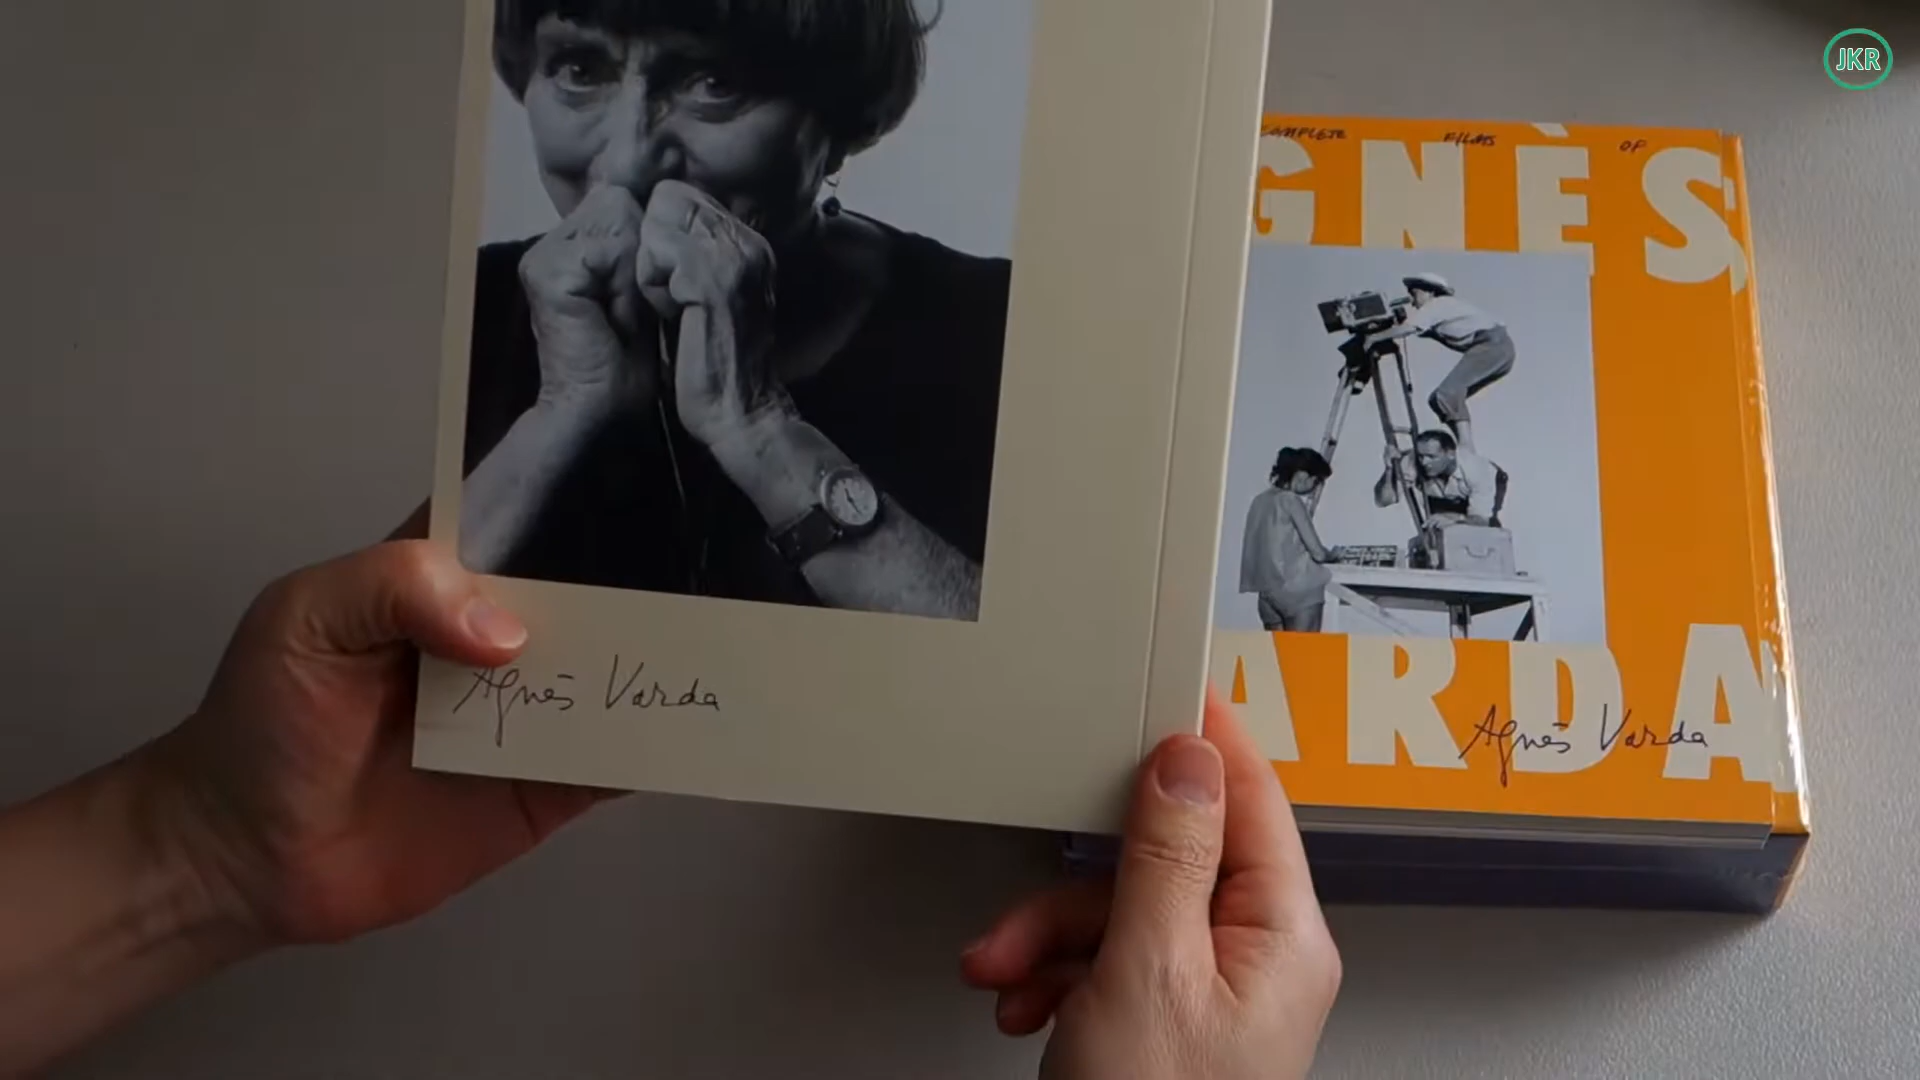 JKR
COMPLETE FILMS OF
GNÈS
ARDA
Agnès Varda
Agnès Varda